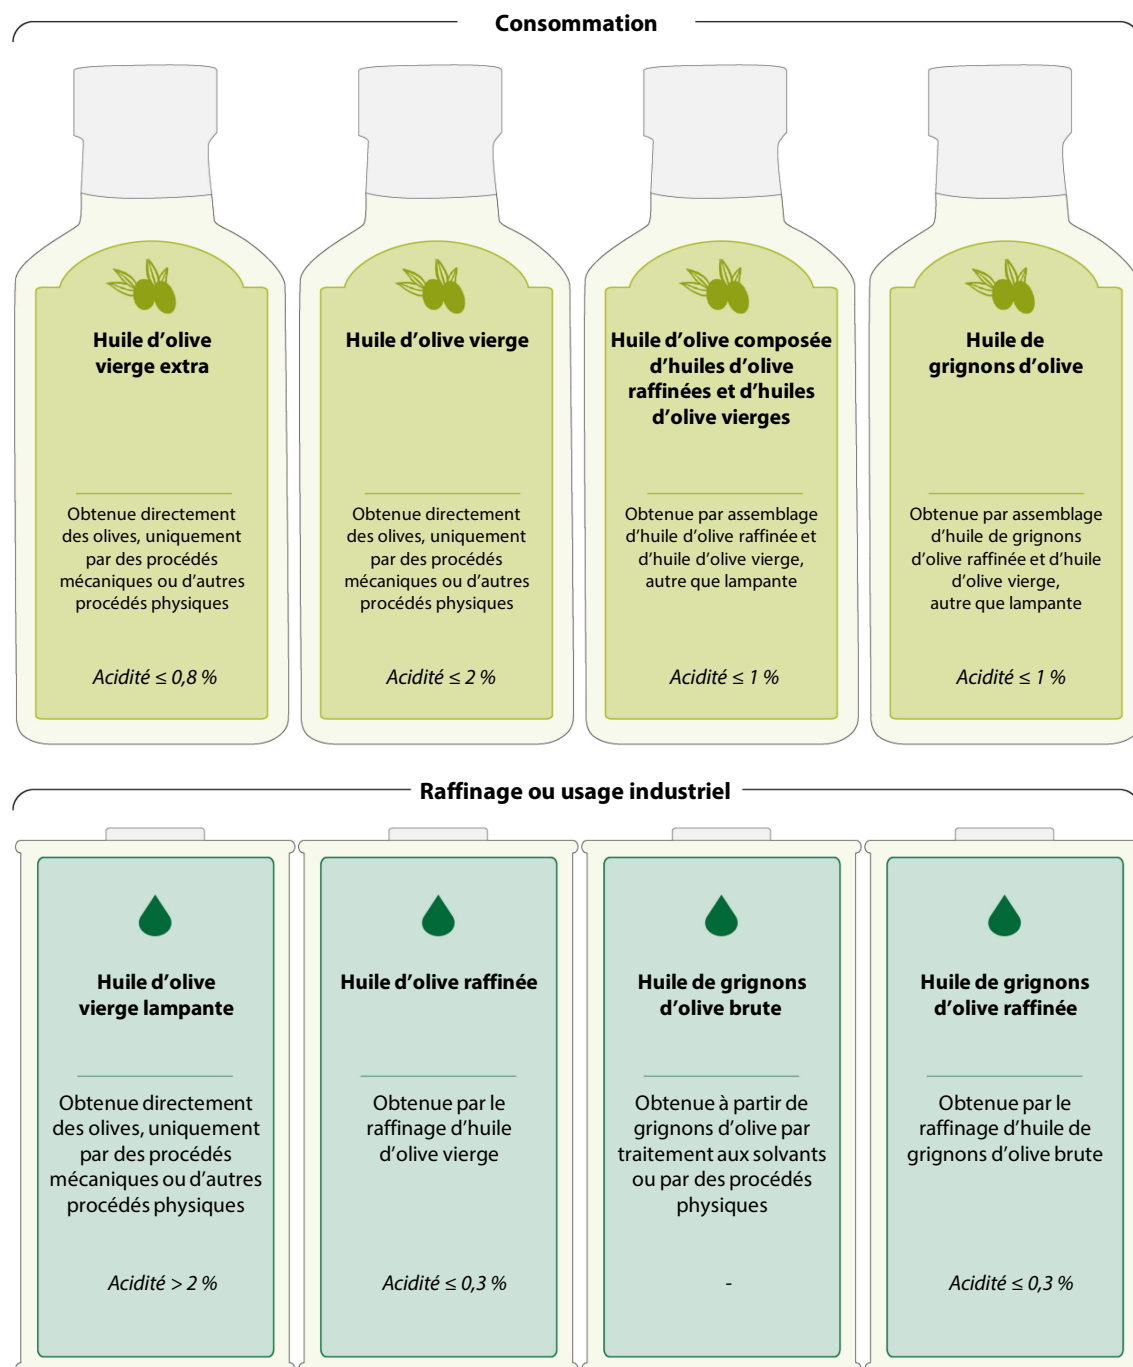 Consommation
Huile d’olive
vierge extra
Obtenue directement
des olives, uniquement
par des procédés
mécaniques ou d’autres
procédés physiques
Acidité ≤ 0,8 %
Huile d’olive vierge
Obtenue directement
des olives, uniquement
par des procédés
mécaniques ou d’autres
procédés physiques
Acidité ≤ 2 %
Huile d’olive composée
d’huiles d’olive
raffinées et d’huiles
d’olive vierges
Obtenue par assemblage
d’huile d’olive raffinée et
d’huile d’olive vierge,
autre que lampante
Acidité ≤ 1 %
Huile de
grignons d’olive
Obtenue par assemblage
d’huile de grignons
d’olive raffinée et d’huile
d’olive vierge,
autre que lampante
Acidité ≤ 1 %
Raffinage ou usage industriel
Huile d’olive
vierge lampante
Obtenue directement
des olives, uniquement
par des procédés
mécaniques ou d’autres
procédés physiques
Acidité > 2 %
Huile d’olive raffinée
Obtenue par le
raffinage d’huile
d’olive vierge
Acidité ≤ 0,3 %
Huile de grignons
d’olive brute
Obtenue à partir de
grignons d’olive par
traitement aux solvants
ou par des procédés
physiques
-
Huile de grignons
d’olive raffinée
Obtenue par le
raffinage d’huile de
grignons d’olive brute
Acidité ≤ 0,3 %